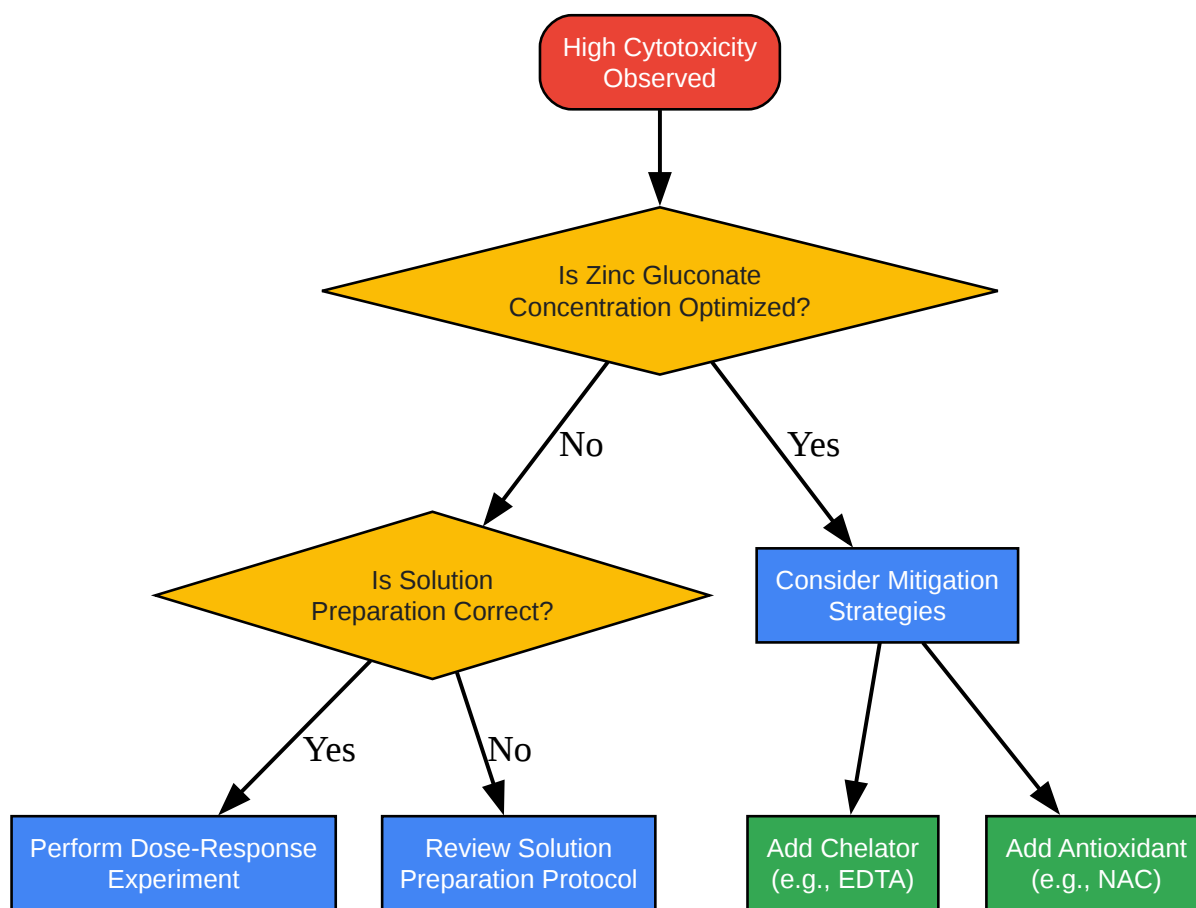 High Cytotoxicity
Observed
Is Zinc Gluconate
Concentration Optimized?
No
Yes
Is Solution
Preparation Correct?
Consider Mitigation
Strategies
Yes
No
Perform Dose-Response
Experiment
Review Solution
Preparation Protocol
Add Chelator
(e.g., EDTA)
Add Antioxidant
(e.g., NAC)